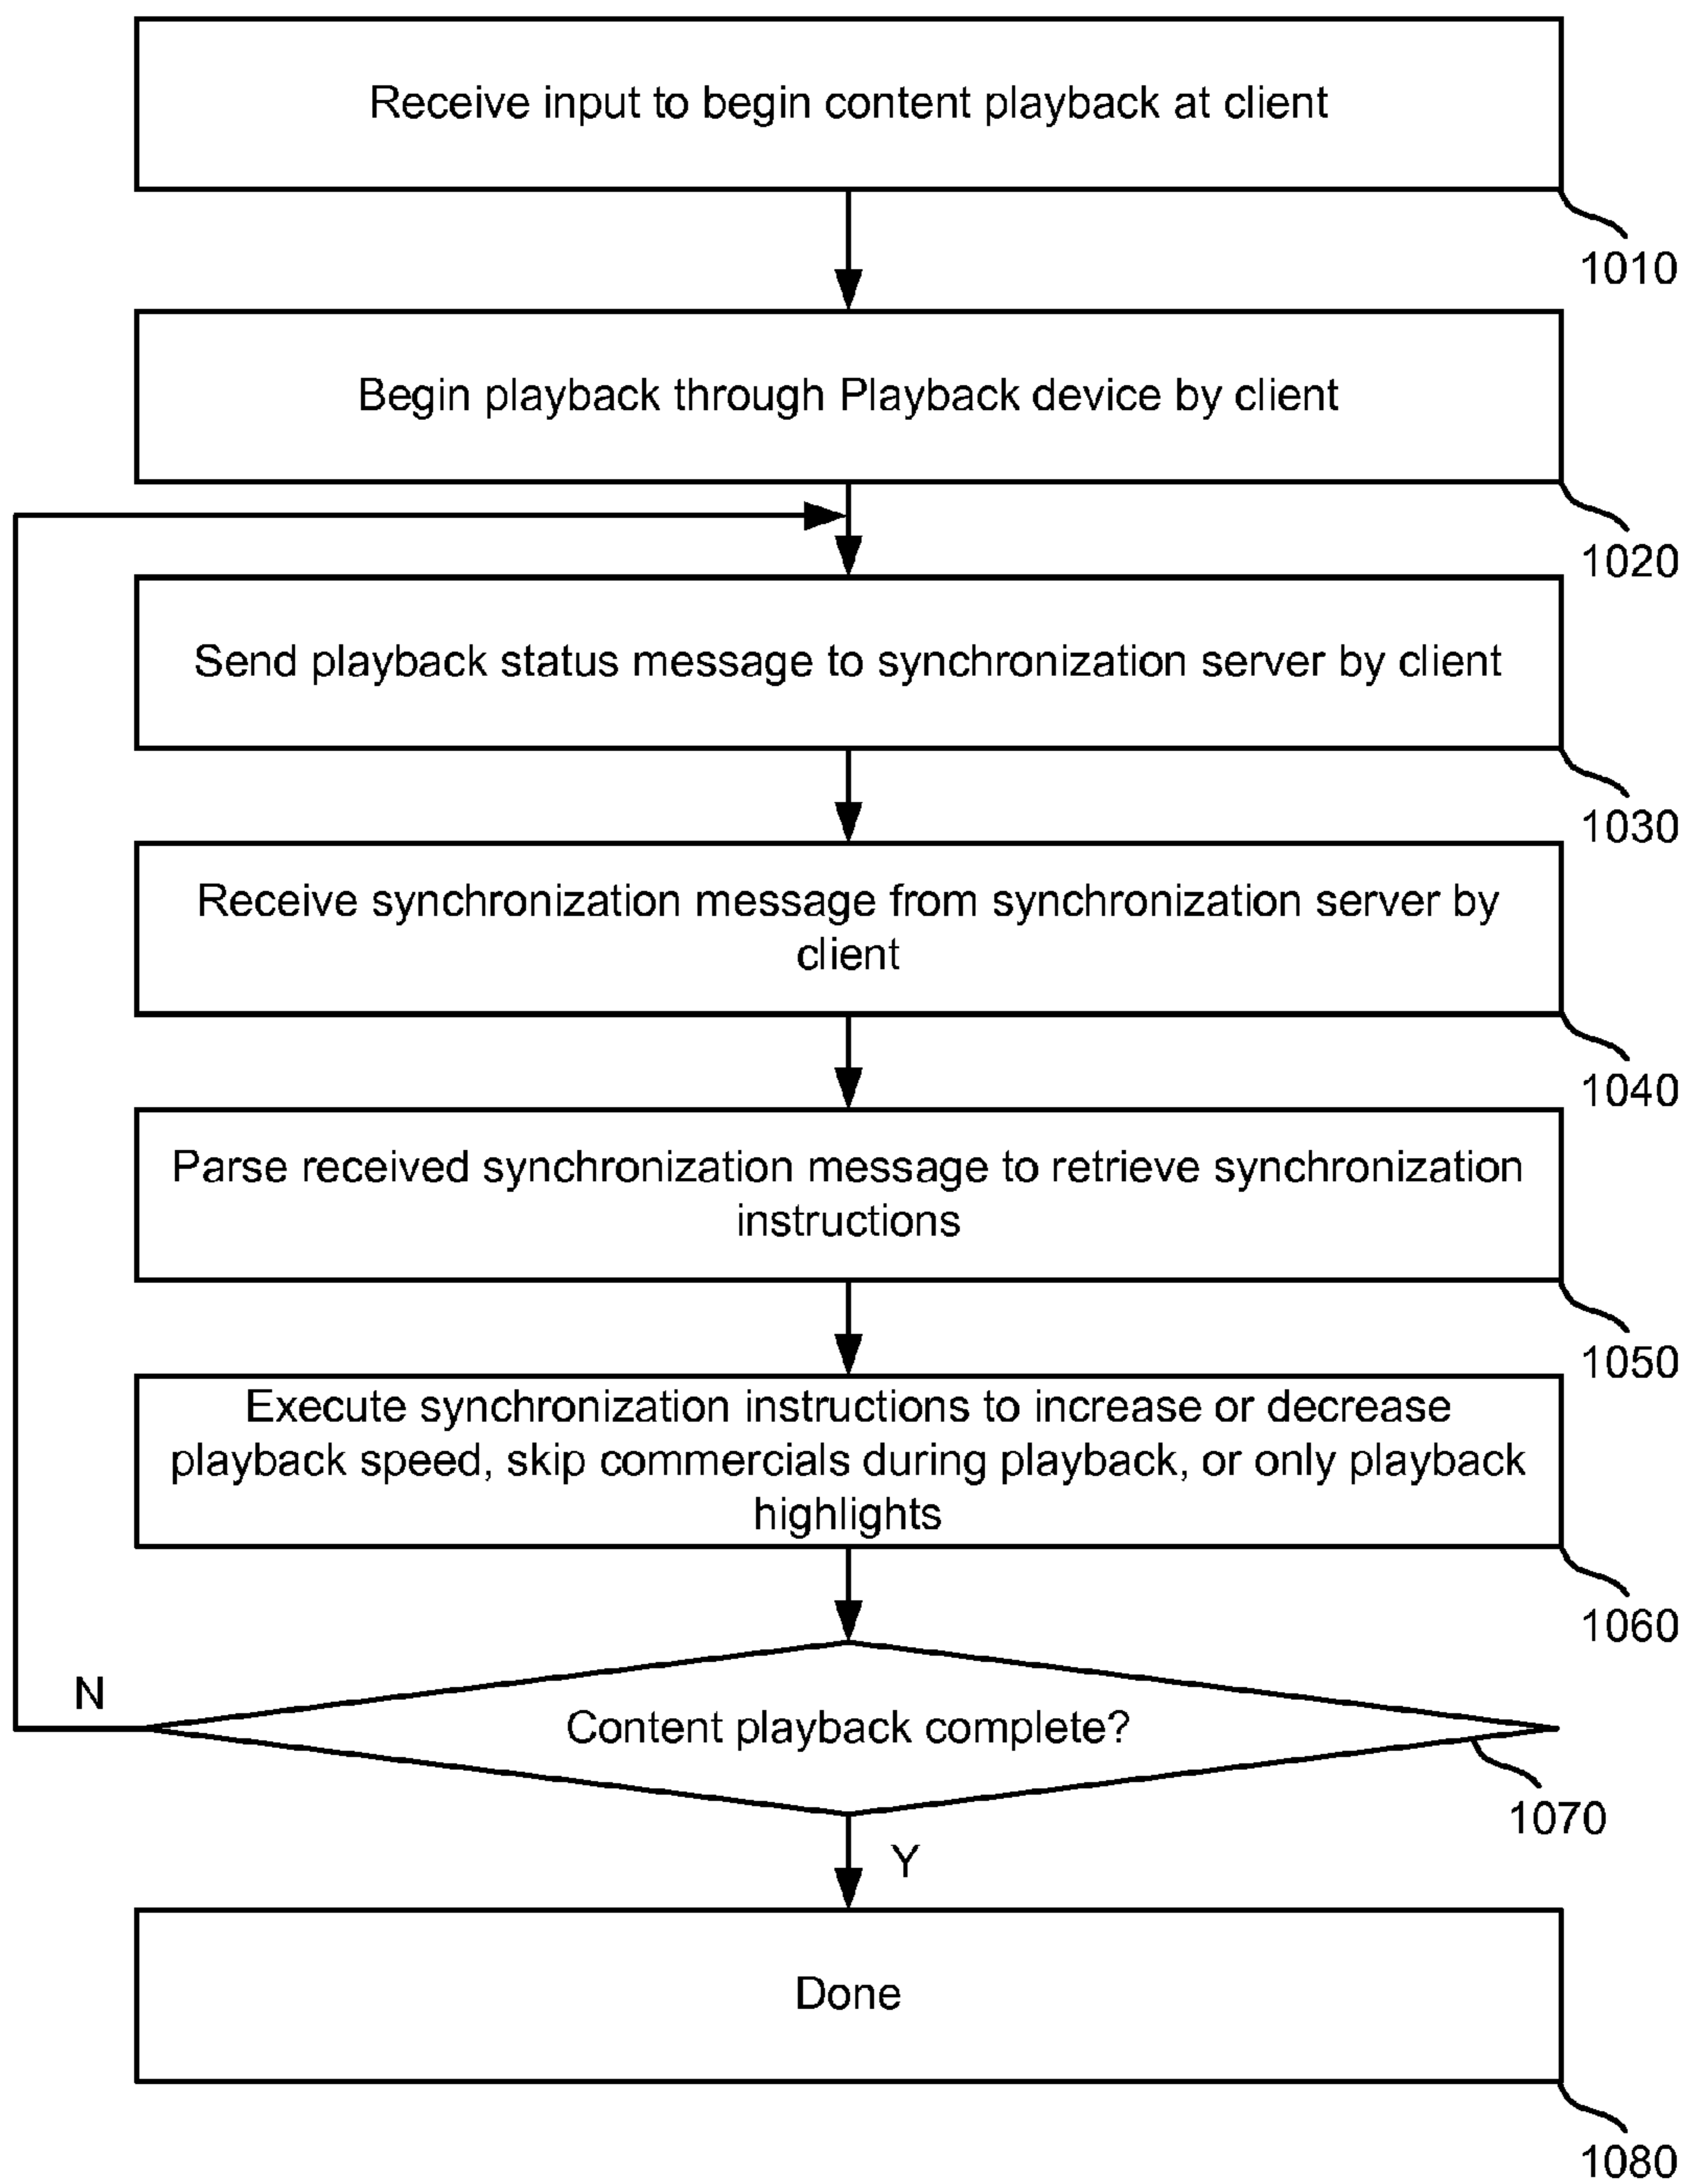 Receive input to begin content playback at client
1010
Begin playback through Playback device by client
1020
Send playback status message to synchronization server by client
1030
Receive synchronization message from synchronization server by
client
1040
Parse received synchronization message to retrieve synchronization
instructions
1050
Execute synchronization instructions to increase or decrease
playback speed, skip commercials during playback, or only playback
highlights
1060
N
Content playback complete?
1070
Y
Done
1080